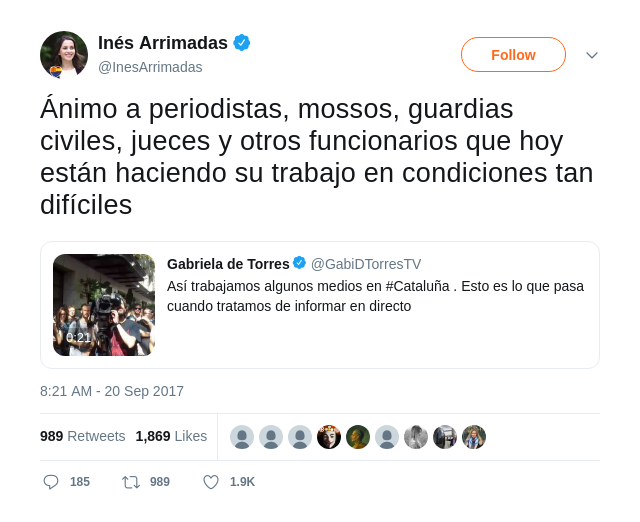 Inés Arrimadas
@InesArrimadas
Follow
Ánimo a periodistas, mossos, guardias
civiles, jueces y otros funcionarios que hoy
están haciendo su trabajo en condiciones tan
difíciles
Gabriela de Torres @GabiDTorresTV
Así trabajamos algunos medios en #Cataluña . Esto es lo que pasa
cuando tratamos de informar en directo
0:21
8:21 AM - 20 Sep 2017
989 Retweets 1,869 Likes
185 989 1.9K